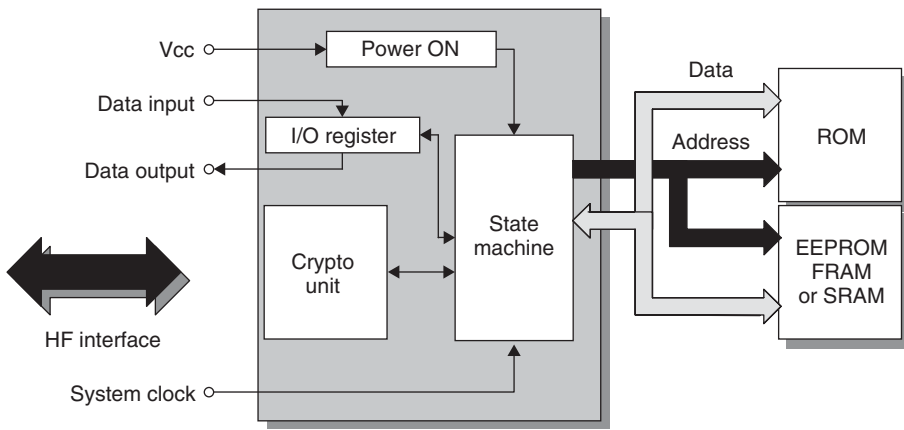 Vcc
Power ON
Data input
I/O register
Data output
State
machine
Crypto
unit
HF interface
System clock
Data
Address
ROM
EEPROM
FRAM
or SRAM